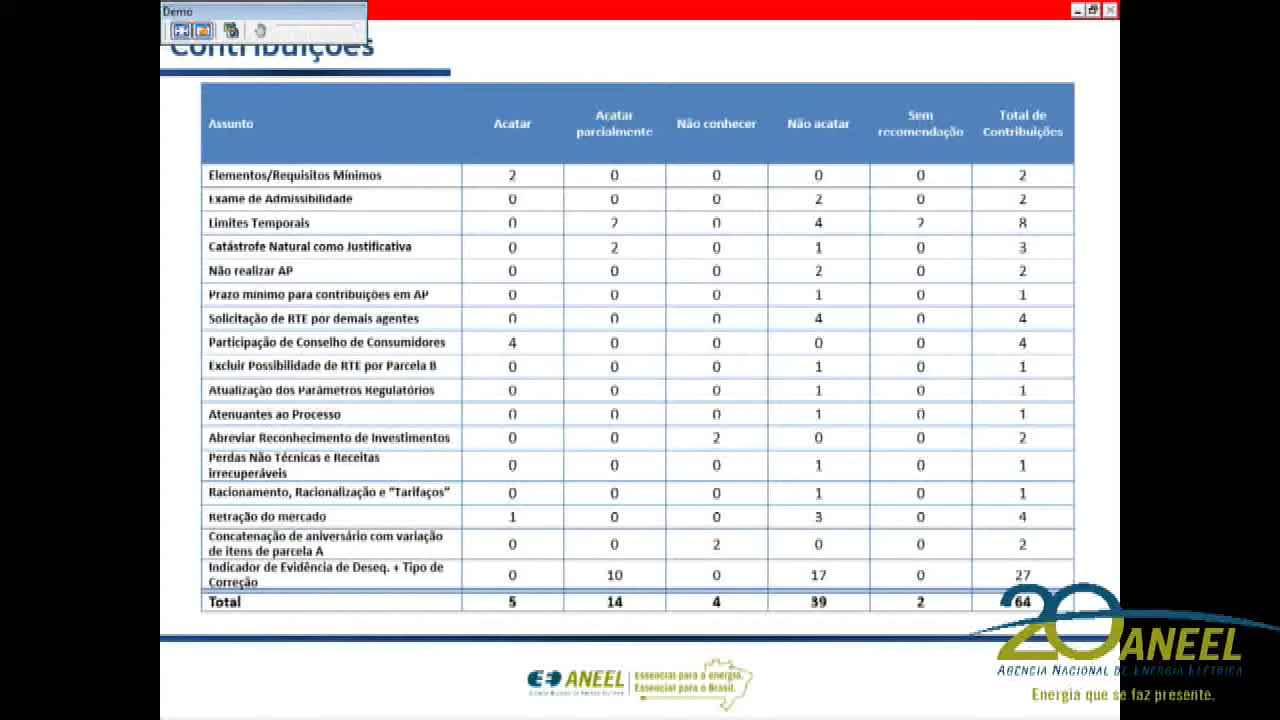 Demo
Contribuições
Assunto Acatar Acatar parcialmente Não conhecer Não acatar Sem recomendação Total de Contribuições
Elementos/Requisitos Mínimos 2 0 0 0 0 2
Exame de Admissibilidade 0 0 0 2 0 2
Limites Temporais 0 2 0 4 2 8
Catástrofe Natural como Justificativa 0 2 0 1 0 3
Não realizar AP 0 0 0 2 0 2
Prazo mínimo para contribuições em AP 0 0 0 1 0 1
Solicitação de RTE por demais agentes 0 0 0 4 0 4
Participação de Conselho de Consumidores 4 0 0 0 0 4
Excluir Possibilidade de RTE por Parcela B 0 0 0 1 0 1
Atualização dos Parâmetros Regulatórios 0 0 0 1 0 1
Atenuantes ao Processo 0 0 0 1 0 1
Abreviar Reconhecimento de Investimentos 0 0 2 0 0 2
Perdas Não Técnicas e Receitas
irrecuperáveis 0 0 0 1 0 1
Racionamento, Racionalização e "Tarifaços" 0 0 0 1 0 1
Retração do mercado 1 0 0 3 0 4
Concatenação de aniversário com variação
de itens de parcela A 0 0 2 0 0 2
Indicador de Evidência de Deseq. + Tipo de
Correção 0 10 0 17 0 27
Total 5 14 4 39 2 64
ANEEL
Essencial para a energia.
Essencial para o Brasil.
20 ANEEL
AGENCIA NACIONAL DE ENERGIA ELÉTRICA
Energia que se faz presente.